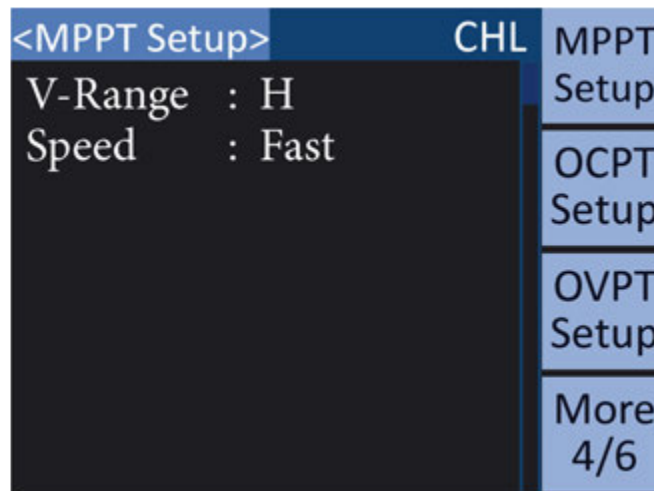 <MPPT Setup> CHL
V-Range : H
Speed : Fast
MPPT
Setup
OCPT
Setup
OVPT
Setup
More
4/6